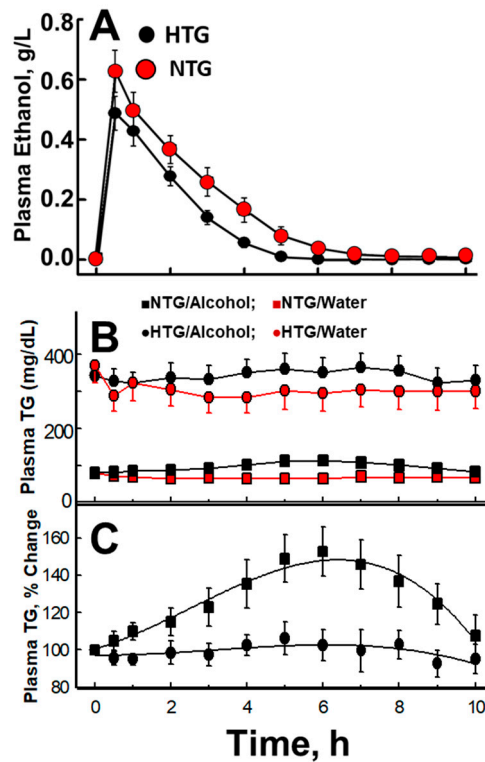 A
HTG
NTG
Plasma Ethanol, g/L
0.8
0.6
0.4
0.2
0.0
NTG/Alcohol; NTG/Water
HTG/Alcohol; HTG/Water
B
Plasma TG (mg/dL)
400
200
0
C
Plasma TG, % Change
160
140
120
100
80
0 2 4 6 8 10
Time, h